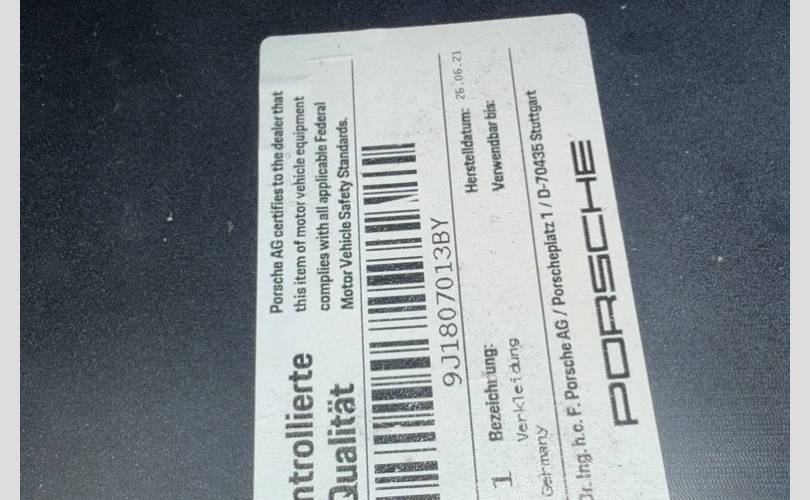 ntrollierte
Qualität
Porsche AG certifies to the dealer that
this item of motor vehicle equipment
complies with all applicable Federal
Motor Vehicle Safety Standards.
9J1807013BY
1
Bezeichnung:
Verkleidung
Germany
Herstelldatum: 26.06.21
Verwendbar bis:
Dr. Ing. h.c. F. Porsche AG / Porscheplatz 1 / D-70435 Stuttgart
PORSCHE